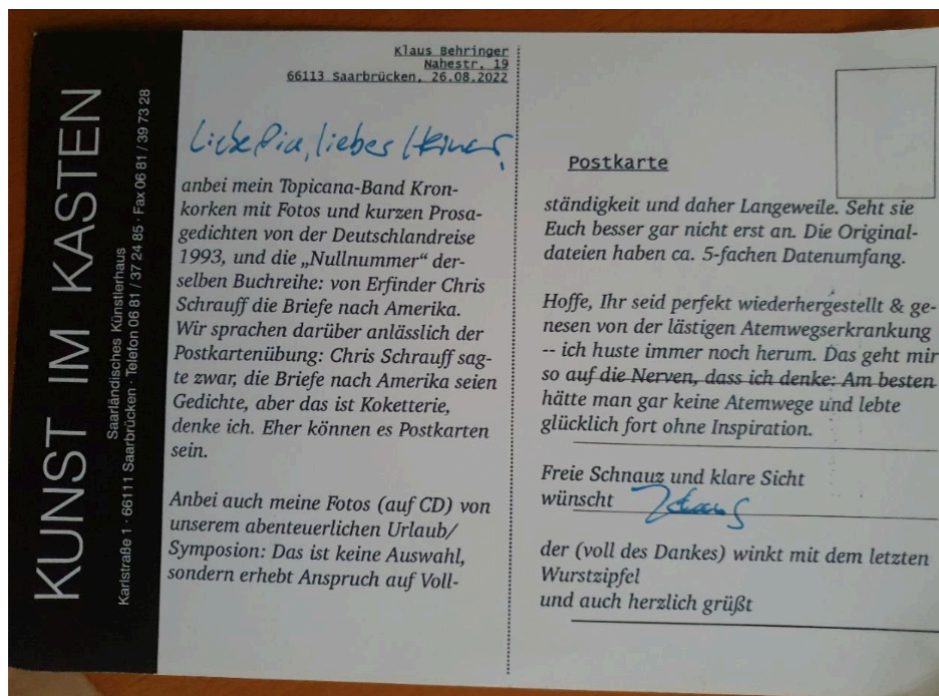 KUNST IM KASTEN
Saarländisches Künstlerhaus
Karlstraße 1 · 66111 Saarbrücken · Telefon 06 81 / 37 24 85 · Fax 06 81 / 39 73 28
Klaus Behringer
Nahestr. 19
66113 Saarbrücken, 26.08.2022
Liebe Pia, lieber Heiner,
anbei mein Topicana-Band Kron-
korken mit Fotos und kurzen Prosa-
gedichten von der Deutschlandreise
1993, und die „Nullnummer“ der-
selben Buchreihe: von Erfinder Chris
Schrauff die Briefe nach Amerika.
Wir sprachen darüber anlässlich der
Postkartenübung: Chris Schrauff sag-
te zwar, die Briefe nach Amerika seien
Gedichte, aber das ist Koketterie,
denke ich. Eher können es Postkarten
sein.
Anbei auch meine Fotos (auf CD) von
unserem abenteuerlichen Urlaub/
Symposion: Das ist keine Auswahl,
sondern erhebt Anspruch auf Voll-
Postkarte
ständigkeit und daher Langeweile. Seht sie
Euch besser gar nicht erst an. Die Original-
dateien haben ca. 5-fachen Datenumfang.
Hoffe, Ihr seid perfekt wiederhergestellt & ge-
nesen von der lästigen Atemwegserkrankung
-- ich huste immer noch herum. Das geht mir
so auf die Nerven, dass ich denke: Am besten
hätte man gar keine Atemwege und lebte
glücklich fort ohne Inspiration.
Freie Schnauz und klare Sicht
wünscht Klaus
der (voll des Dankes) winkt mit dem letzten
Wurstzipfel
und auch herzlich grüßt